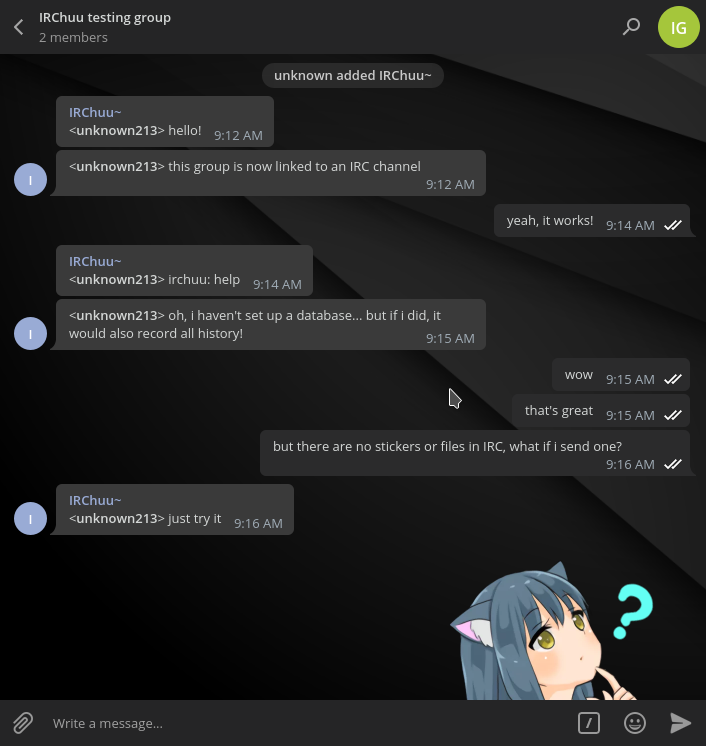 IRChuu testing group
2 members
IG
unknown added IRChuu~
IRChuu~
<unknown213> hello! 9:12 AM
<unknown213> this group is now linked to an IRC channel
9:12 AM
I
yeah, it works! 9:14 AM
IRChuu~
<unknown213> irchuu: help 9:14 AM
<unknown213> oh, i haven't set up a database... but if i did, it
would also record all history!
9:15 AM
I
wow 9:15 AM
that's great 9:15 AM
but there are no stickers or files in IRC, what if i send one?
9:16 AM
IRChuu~
<unknown213> just try it 9:16 AM
I
?
Write a message...
/